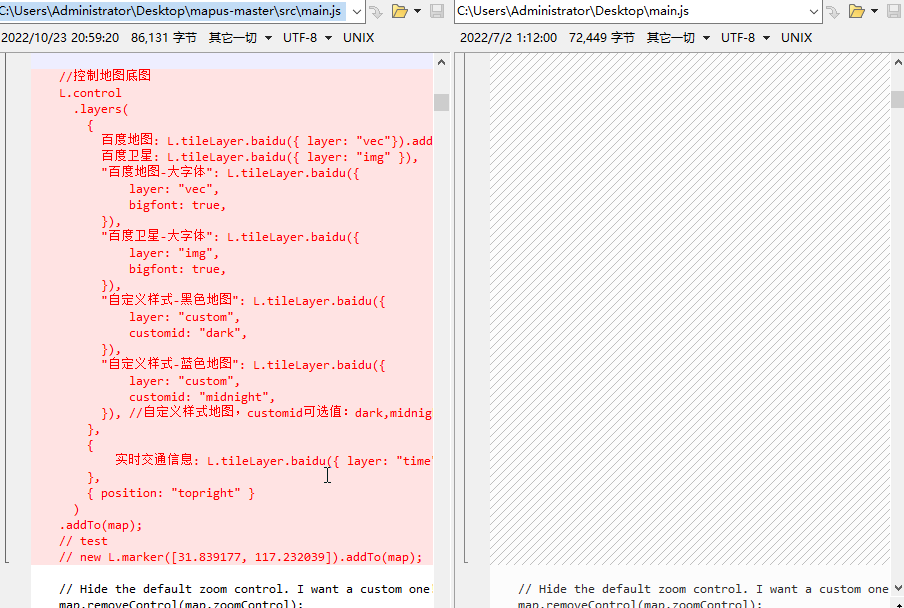 C:\Users\Administrator\Desktop\mapus-master\src\main.js
2022/10/23 20:59:20 86,131 字节 其它一切 UTF-8 UNIX
//控制地图底图
L.control
.layers(
{
百度地图: L.tileLayer.baidu({ layer: "vec"}).add
百度卫星: L.tileLayer.baidu({ layer: "img" }),
"百度地图-大字体": L.tileLayer.baidu({
layer: "vec",
bigfont: true,
}),
"百度卫星-大字体": L.tileLayer.baidu({
layer: "img",
bigfont: true,
}),
"自定义样式-黑色地图": L.tileLayer.baidu({
layer: "custom",
customid: "dark",
}),
"自定义样式-蓝色地图": L.tileLayer.baidu({
layer: "custom",
customid: "midnight",
}), //自定义样式地图，customid可选值：dark,midnig
},
{
实时交通信息: L.tileLayer.baidu({ layer: "time"
},
{ position: "topright" }
)
.addTo(map);
// test
// new L.marker([31.839177, 117.232039]).addTo(map);
// Hide the default zoom control. I want a custom one
map.removeControl(map.zoomControl);
C:\Users\Administrator\Desktop\main.js
2022/7/2 1:12:00 72,449 字节 其它一切 UTF-8 UNIX
// Hide the default zoom control. I want a custom one
map.removeControl(map.zoomControl);